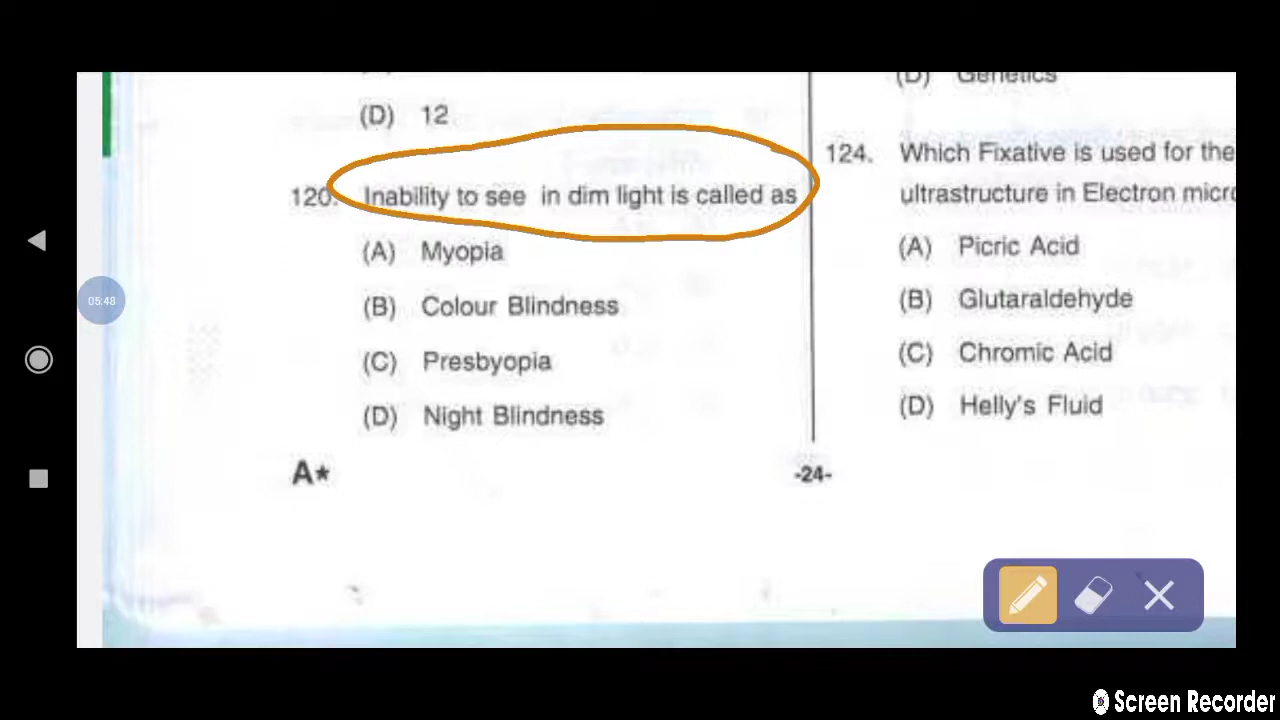 (D) 12
120. Inability to see in dim light is called as
(A) Myopia
(B) Colour Blindness
(C) Presbyopia
(D) Night Blindness
A*
-24-
(D) Genetics
124. Which Fixative is used for the
ultrastructure in Electron
(A) Picric Acid
(B) Glutaraldehyde
(C) Chromic Acid
(D) Helly's Fluid
05:48
Screen Recorder